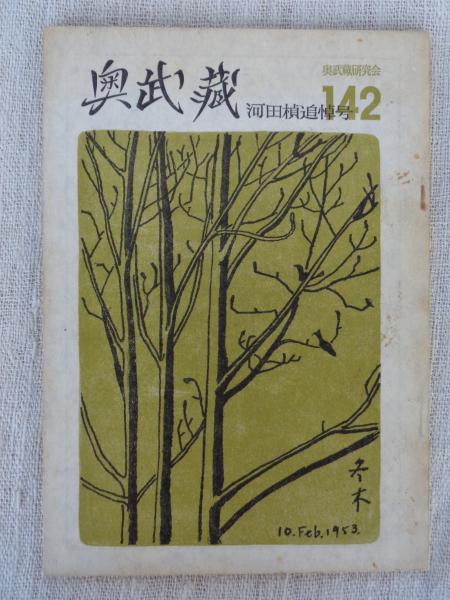 奥武蔵研究会
奥武蔵
河田楨追悼号
142
冬木
10.Feb.1953.